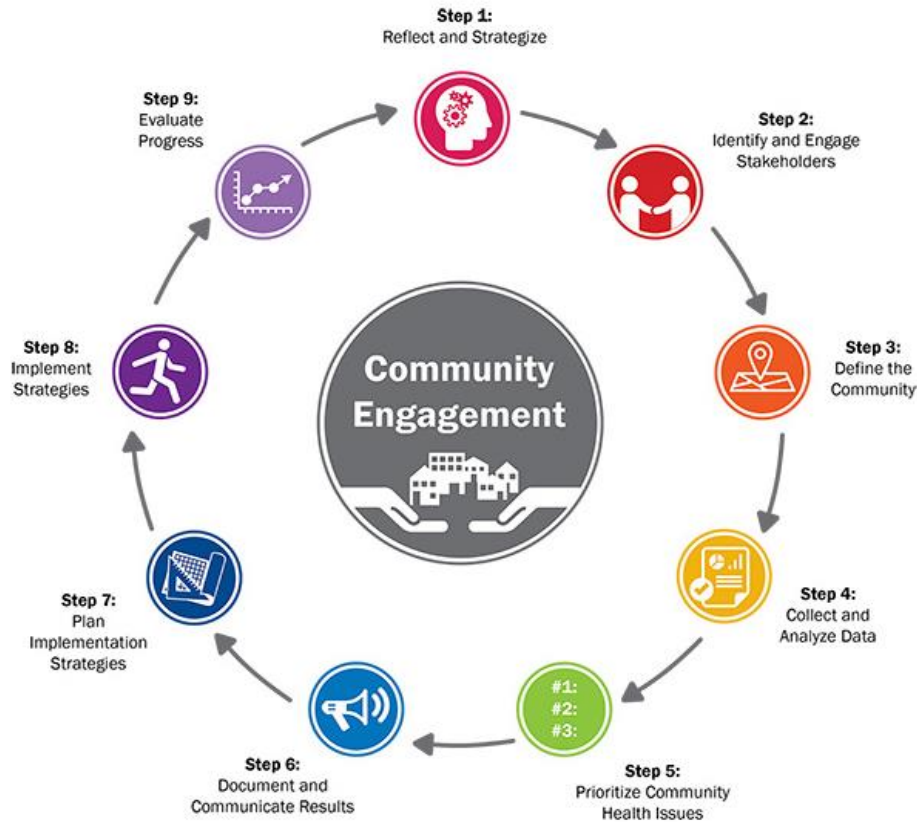 Step 1:
Reflect and Strategize
Step 2:
Identify and Engage
Stakeholders
Step 3:
Define the
Community
Step 4:
Collect and
Analyze Data
#1:
#2:
#3:
Step 5:
Prioritize Community
Health Issues
Step 6:
Document and
Communicate Results
Step 7:
Plan
Implementation
Strategies
Step 8:
Implement
Strategies
Step 9:
Evaluate
Progress
Community
Engagement